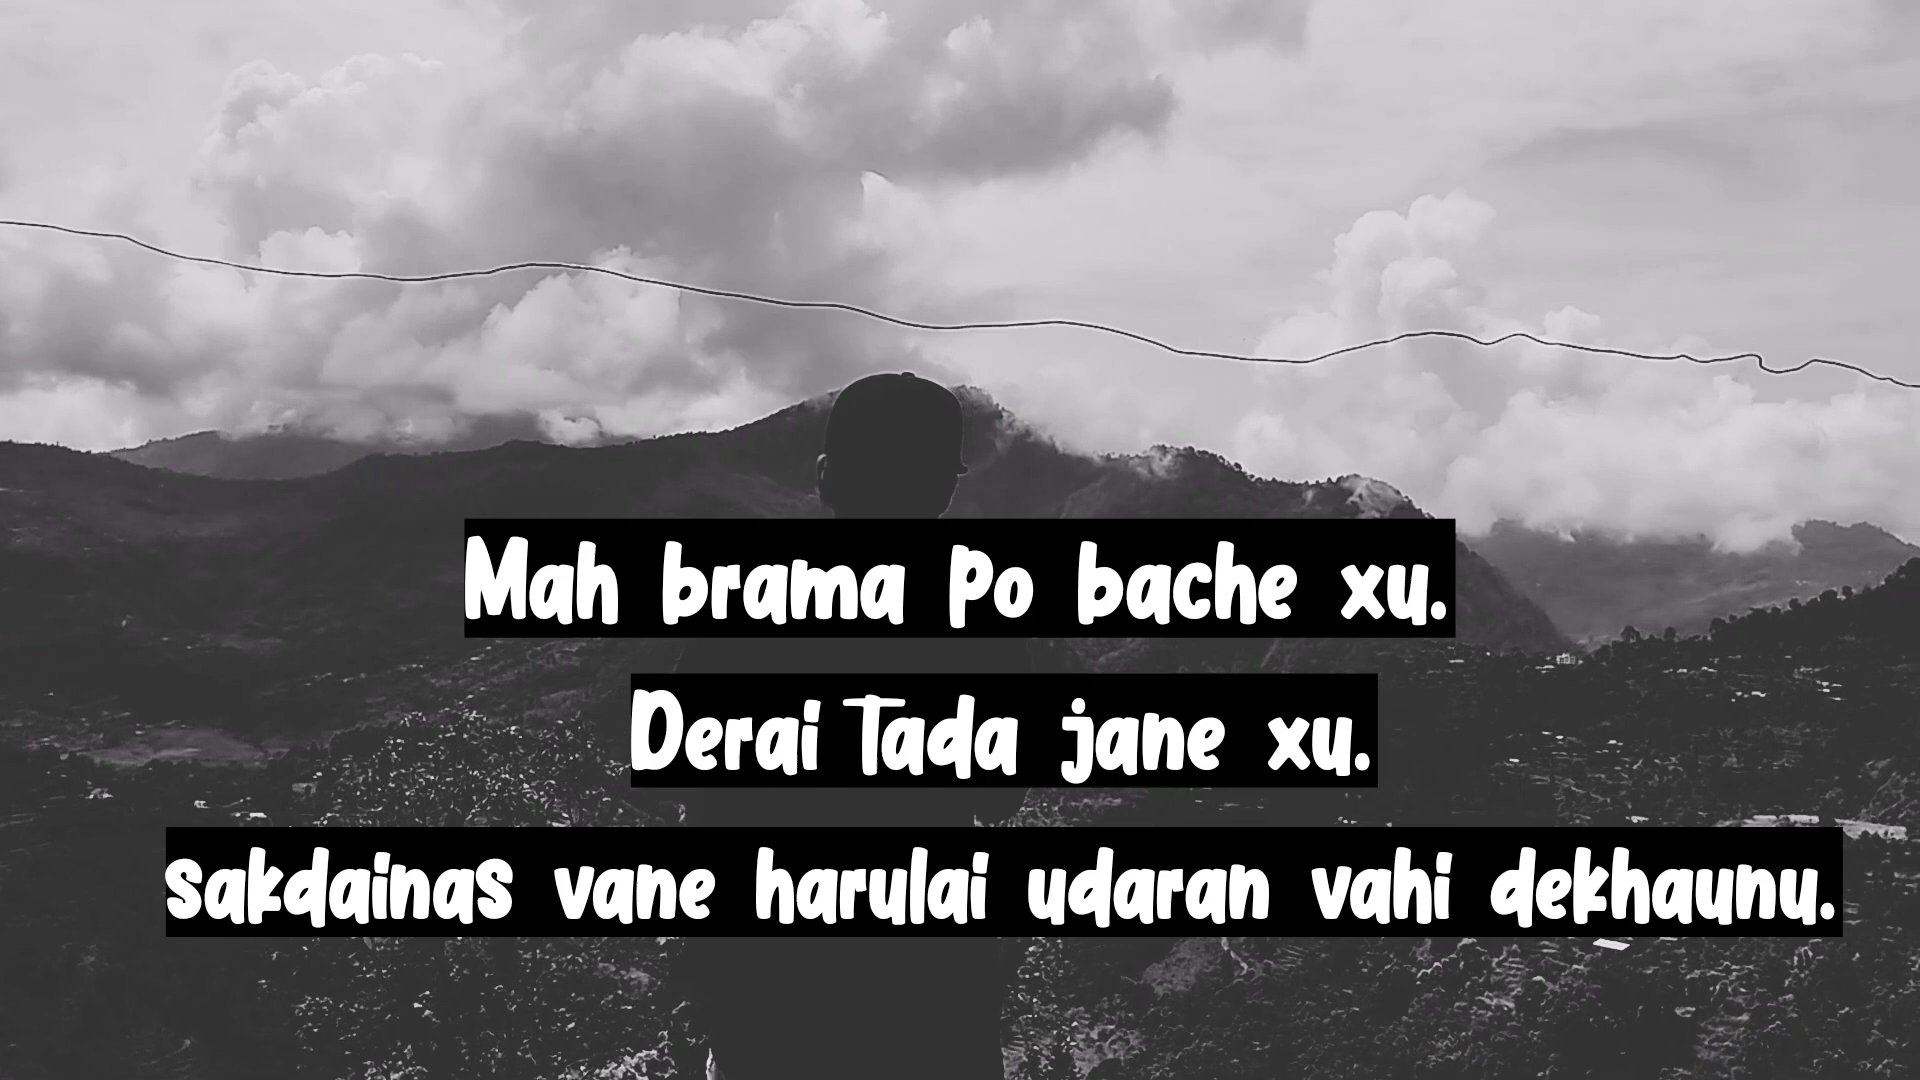 Mah brama po bache xu.
Derai Tada jane xu.
sakdainas vane harulai udaran vahi dekhaunu.